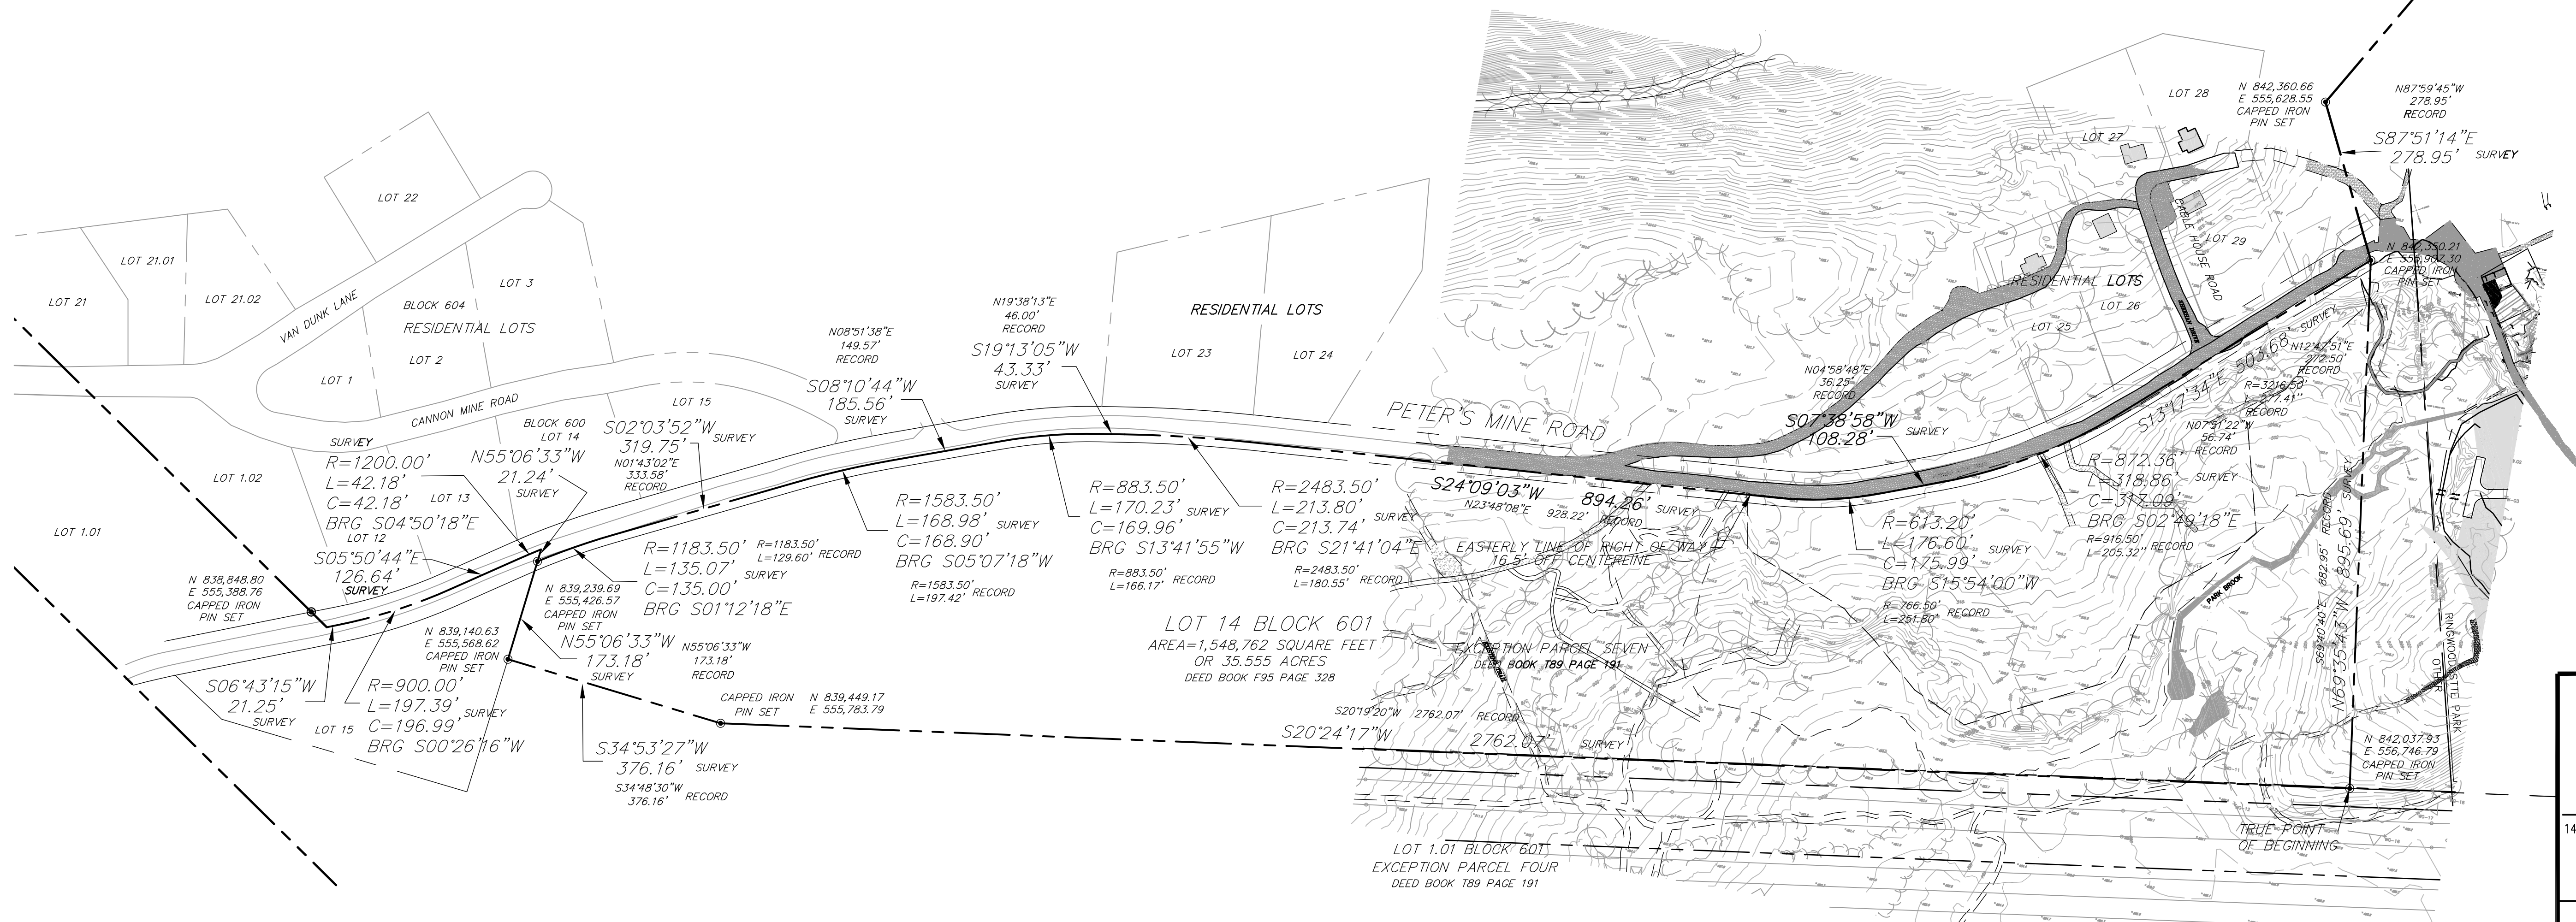 LOT 21
LOT 21.01
LOT 21.02
LOT 22
VAN DUNK LANE
BLOCK 604
RESIDENTIAL LOTS
LOT 3
LOT 2
LOT 1
CANNON MINE ROAD
BLOCK 600
LOT 14
LOT 15
LOT 1.02
LOT 1.01
LOT 13
LOT 12
SURVEY
R=1200.00'
L=42.18'
C=42.18'
BRG S04°50'18"E
S05°50'44"E
126.64'
SURVEY
N55°06'33"W
21.24'
SURVEY
S02°03'52"W
319.75' SURVEY
N01°43'02"E
333.58'
RECORD
N 838,848.80
E 555,388.76
CAPPED IRON
PIN SET
S06°43'15"W
21.25'
SURVEY
LOT 15
R=900.00'
L=197.39' SURVEY
C=196.99'
BRG S00°26'16"W
N 839,140.63
E 555,568.62
CAPPED IRON
PIN SET
N 839,239.69
E 555,426.57
CAPPED IRON
PIN SET
N55°06'33"W
173.18'
SURVEY
N55°06'33"W
173.18'
RECORD
R=1183.50'
L=135.07' SURVEY
C=135.00'
BRG S01°12'18"E
R=1183.50'
L=129.60' RECORD
S34°53'27"W
376.16' SURVEY
S34°48'30"W
376.16' RECORD
CAPPED IRON
PIN SET
N 839,449.17
E 555,783.79
N08°51'38"E
149.57'
RECORD
S08°10'44"W
185.56'
SURVEY
N19°38'13"E
46.00'
RECORD
S19°13'05"W
43.33'
SURVEY
R=1583.50'
L=168.98' SURVEY
C=168.90'
BRG S05°07'18"W
R=1583.50'
L=197.42' RECORD
R=883.50'
L=170.23' SURVEY
C=169.96'
BRG S13°41'55"W
R=883.50'
L=166.17' RECORD
R=2483.50'
L=213.80' SURVEY
C=213.74'
BRG S21°41'04"E
R=2483.50'
L=180.55' RECORD
RESIDENTIAL LOTS
LOT 23
LOT 24
PETER'S MINE ROAD
S24°09'03"W 894.26' SURVEY
N23°48'08"E 928.22' RECORD
EASTERLY LINE OF RIGHT OF WAY
16.5' OFF CENTEREINE
LOT 14 BLOCK 601
AREA=1,548,762 SQUARE FEET
OR 35.555 ACRES
DEED BOOK F95 PAGE 328
EXCEPTION PARCEL SEVEN
DEED BOOK T89 PAGE 191
S20°19'20"W 2762.07' RECORD
S20°24'17"W 2762.07' SURVEY
LOT 1.01 BLOCK 601
EXCEPTION PARCEL FOUR
DEED BOOK T89 PAGE 191
N04°58'48"E
36.25'
RECORD
S07°38'58"W
108.28' SURVEY
R=613.20'
L=176.60' SURVEY
C=175.99'
BRG S15°54'00"W
R=766.50'
L=251.80' RECORD
LOT 28
LOT 27
CABLE HOUSE ROAD
LOT 29
RESIDENTIAL LOTS
LOT 26
LOT 25
N 842,360.66
E 555,628.55
CAPPED IRON
PIN SET
N87°59'45"W
278.95'
RECORD
S87°51'14"E
278.95' SURVEY
N 842,350.21
E 555,907.30
CAPPED IRON
PIN SET
S13°17'34"E 503.68' SURVEY
N12°47'51"E
272.50'
RECORD
R=3216.50'
L=277.41"
RECORD
N07°51'22"W
56.74'
RECORD
R=872.36'
L=318.86' SURVEY
C=317.09'
BRG S02°49'18"E
R=916.50'
L=205.32" RECORD
PARK BROOK
S69°40'40"E 882.95' RECORD
N69°35'43"W 895.69' SURVEY
RINGWOOD STTE PARK
OTHER
N 842,037.93
E 556,746.79
CAPPED IRON
PIN SET
TRUE POINT
OF BEGINNING
14